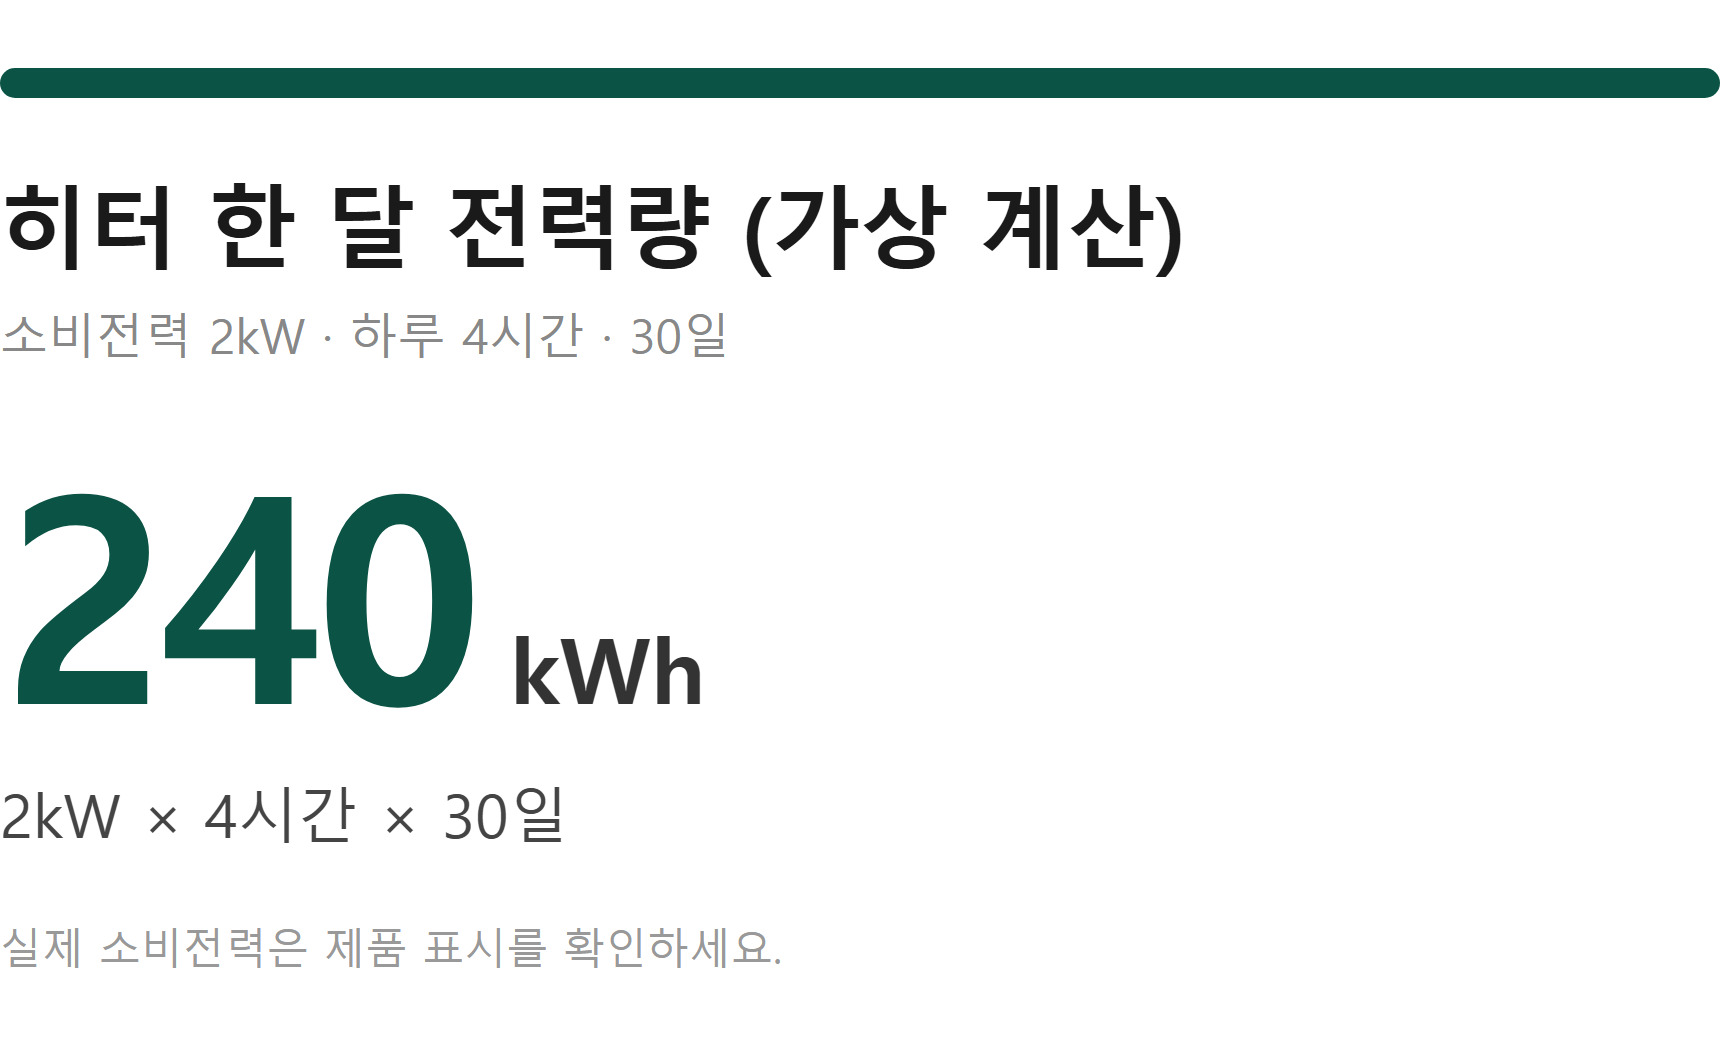 히터 한 달 전력량 (가상 계산)
소비전력 2kW · 하루 4시간 · 30일
240 kWh
2kW × 4시간 × 30일
실제 소비전력은 제품 표시를 확인하세요.